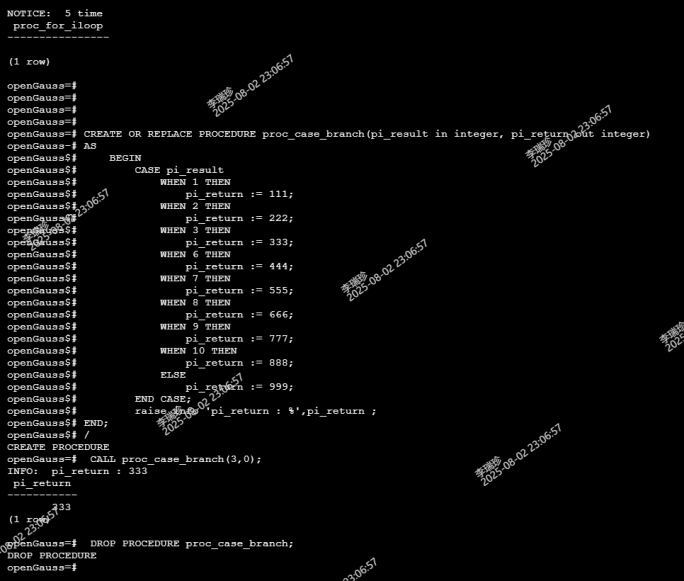 NOTICE:  5 time
 proc_for_iloop
----------------

(1 row)

openGauss=#
openGauss=#
openGauss=#
openGauss=#
openGauss=# CREATE OR REPLACE PROCEDURE proc_case_branch(pi_result in integer, pi_return out integer)
openGauss-# AS
openGauss$#     BEGIN
openGauss$#         CASE pi_result
openGauss$#             WHEN 1 THEN
openGauss$#                 pi_return := 111;
openGauss$#             WHEN 2 THEN
openGauss$#                 pi_return := 222;
openGauss$#             WHEN 3 THEN
openGauss$#                 pi_return := 333;
openGauss$#             WHEN 6 THEN
openGauss$#                 pi_return := 444;
openGauss$#             WHEN 7 THEN
openGauss$#                 pi_return := 555;
openGauss$#             WHEN 8 THEN
openGauss$#                 pi_return := 666;
openGauss$#             WHEN 9 THEN
openGauss$#                 pi_return := 777;
openGauss$#             WHEN 10 THEN
openGauss$#                 pi_return := 888;
openGauss$#             ELSE
openGauss$#                 pi_return := 999;
openGauss$#         END CASE;
openGauss$#         raise info 'pi_return : %',pi_return ;
openGauss$# END;
openGauss$# /
CREATE PROCEDURE
openGauss=#  CALL proc_case_branch(3,0);
INFO:  pi_return : 333
 pi_return
-----------
       333
(1 row)

openGauss=#  DROP PROCEDURE proc_case_branch;
DROP PROCEDURE
openGauss=#
李瑞珍
2025-08-02 23:06:57
李瑞珍
2025-08-02 23:06:57
李瑞珍
2025-08-02 23:06:57
李瑞珍
2025-08-02 23:06:57
李瑞珍
2025-0
李瑞珍
2025-08-02 23:06:57
李瑞珍
2025-08-02 23:06:57
08-02 23:06:57
23:06:57